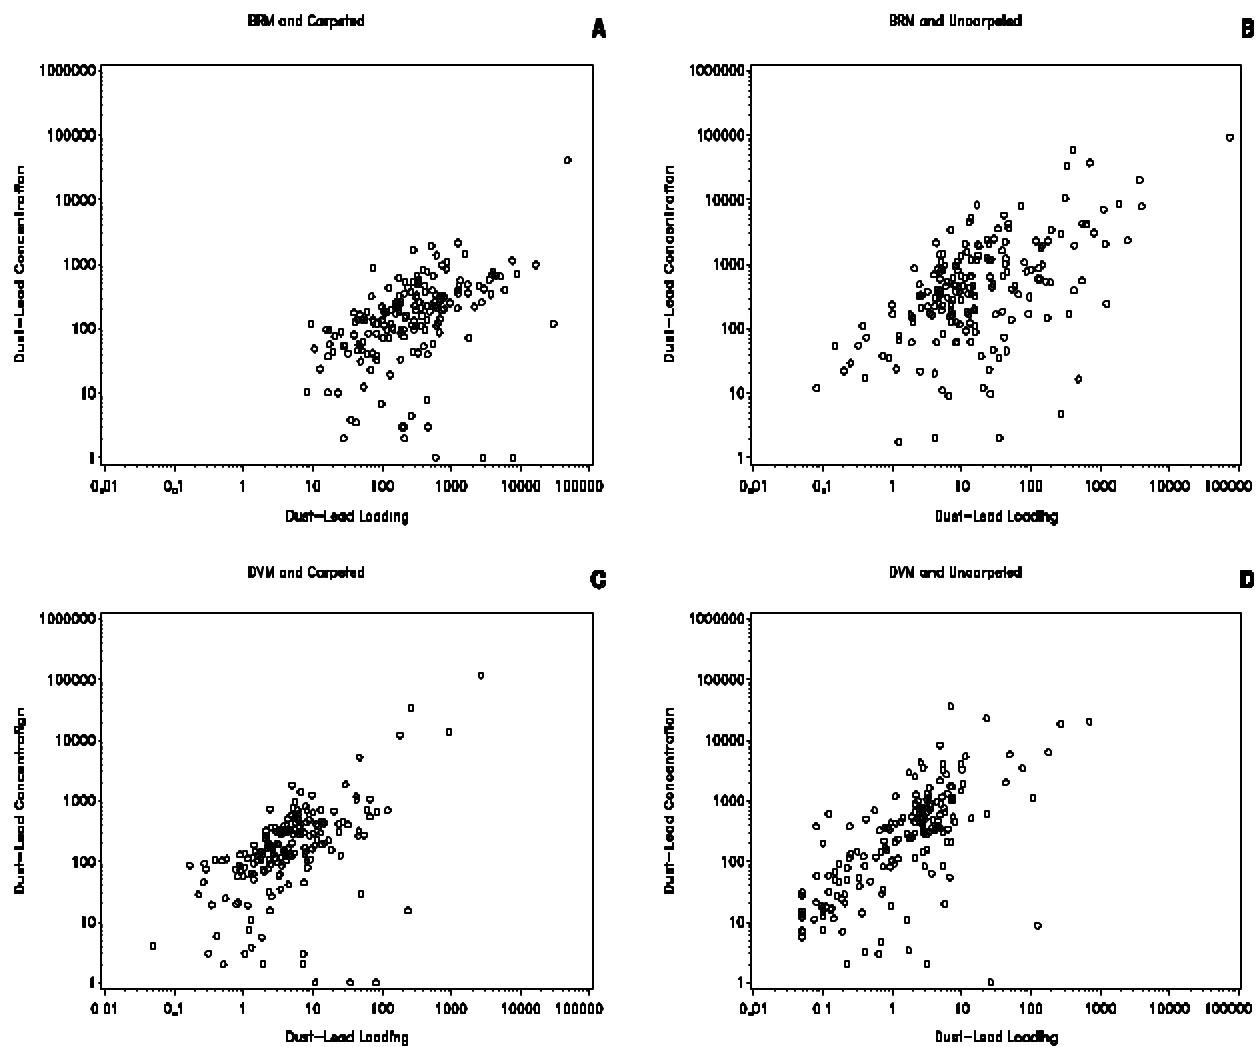 BRM and Carpeted
A
1000000
100000
10000
1000
100
10
1
Dust-Lead Concentration
0.01 0.1 1 10 100 1000 10000 100000
Dust-Lead Loading
BRM and Uncarpeted
B
1000000
100000
10000
1000
100
10
1
Dust-Lead Concentration
0.01 0.1 1 10 100 1000 10000 100000
Dust-Lead Loading
DVM and Carpeted
C
1000000
100000
10000
1000
100
10
1
Dust-Lead Concentration
0.01 0.1 1 10 100 1000 10000 100000
Dust-Lead Loading
DVM and Uncarpeted
D
1000000
100000
10000
1000
100
10
1
Dust-Lead Concentration
0.01 0.1 1 10 100 1000 10000 100000
Dust-Lead Loading